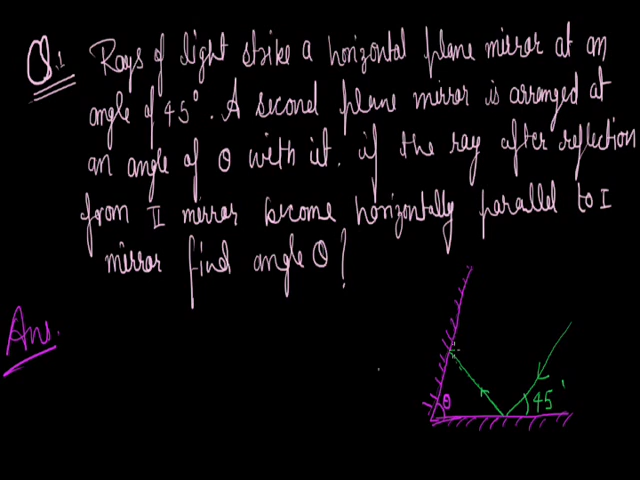 Q.1 Rays of light strike a horizontal plane mirror at an
angle of 45°. A second plane mirror is arranged at
an angle of θ with it. if the ray after reflection
from II mirror become horizontally parallel to I
mirror find angle θ?
Ans.
θ
45°